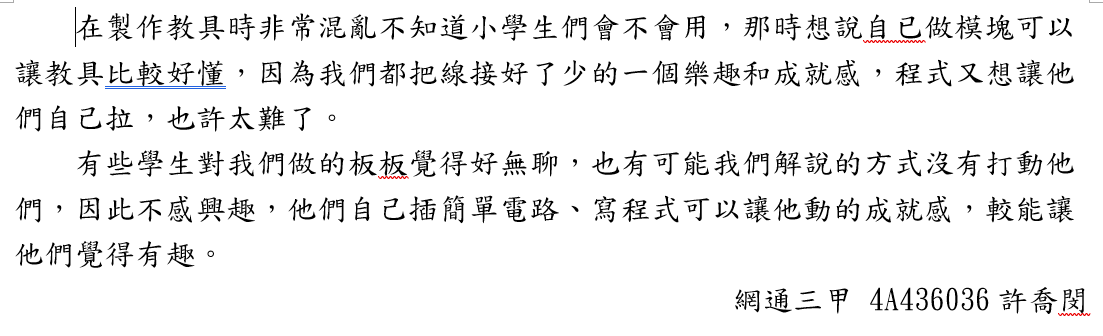 在製作教具時非常混亂不知道小學生們會不會用，那時想說自已做模塊可以
讓教具比較好懂，因為我們都把線接好了少的一個樂趣和成就感，程式又想讓他
們自己拉，也許太難了。
有些學生對我們做的板板覺得好無聊，也有可能我們解說的方式沒有打動他
們，因此不感興趣，他們自己插簡單電路、寫程式可以讓他動的成就感，較能讓
他們覺得有趣。
網通三甲 4A436036 許喬閔